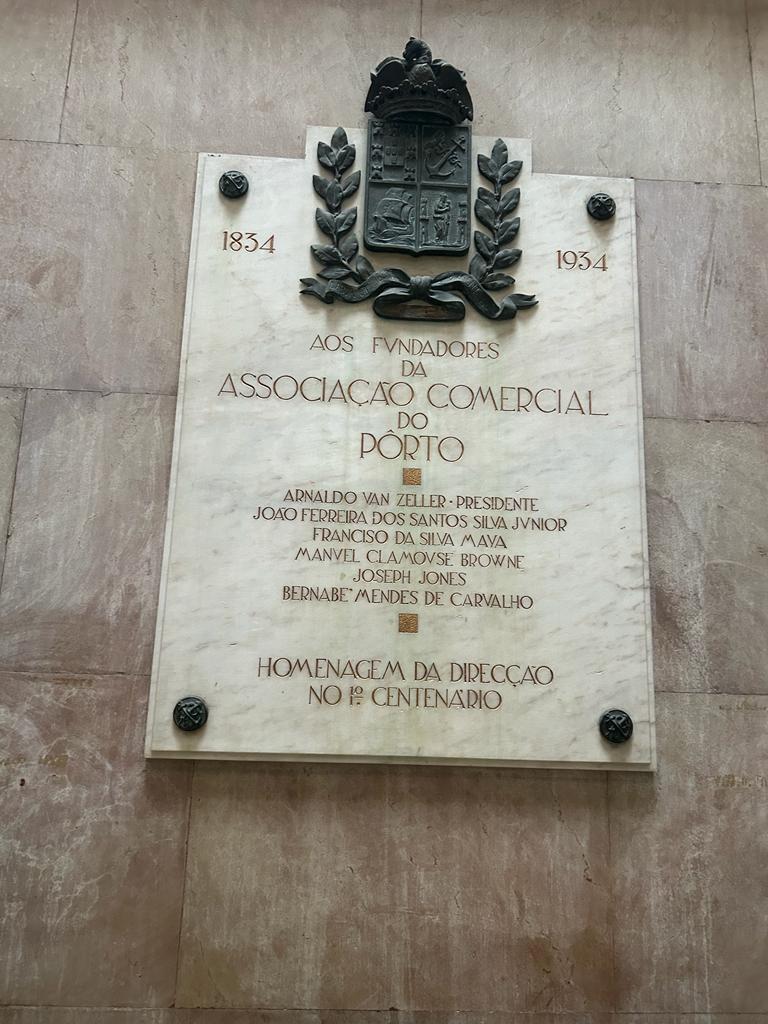 1834
1934
AOS FVNDADORES
DA
ASSOCIAÇÃO COMERCIAL
DO
PÔRTO
ARNALDO VAN ZELLER · PRESIDENTE
JOÃO FERREIRA DOS SANTOS SILVA JVNIOR
FRANCISO DA SILVA MAYA
MANVEL CLAMOVSE BROWNE
JOSEPH JONES
BERNABE´ MENDES DE CARVALHO
HOMENAGEM DA DIRECÇÃO
NO 1º CENTENÁRIO